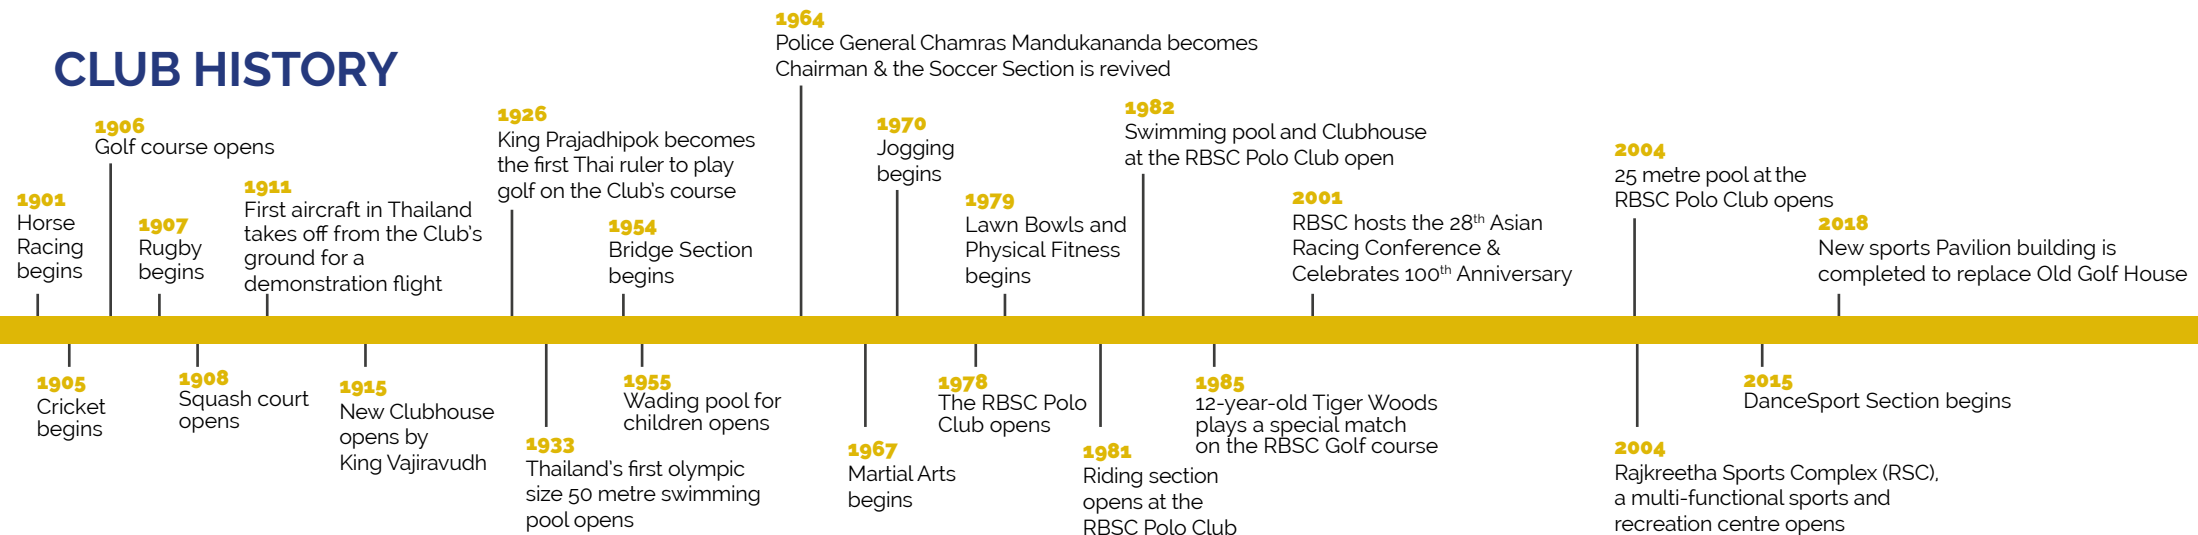 CLUB HISTORY
1901
Horse
Racing
begins
1905
Cricket
begins
1906
Golf course opens
1907
Rugby
begins
1908
Squash court
opens
1911
First aircraft in Thailand
takes off from the Club's
ground for a
demonstration flight
1915
New Clubhouse
opens by
King Vajiravudh
1926
King Prajadhipok becomes
the first Thai ruler to play
golf on the Club's course
1933
Thailand's first olympic
size 50 metre swimming
pool opens
1954
Bridge Section
begins
1955
Wading pool for
children opens
1964
Police General Chamras Mandukananda becomes
Chairman & the Soccer Section is revived
1967
Martial Arts
begins
1970
Jogging
begins
1978
The RBSC Polo
Club opens
1979
Lawn Bowls and
Physical Fitness
begins
1981
Riding section
opens at the
RBSC Polo Club
1982
Swimming pool and Clubhouse
at the RBSC Polo Club open
1985
12-year-old Tiger Woods
plays a special match
on the RBSC Golf course
2001
RBSC hosts the 28th Asian
Racing Conference &
Celebrates 100th Anniversary
2004
25 metre pool at the
RBSC Polo Club opens
2004
Rajkreetha Sports Complex (RSC),
a multi-functional sports and
recreation centre opens
2015
DanceSport Section begins
2018
New sports Pavilion building is
completed to replace Old Golf House